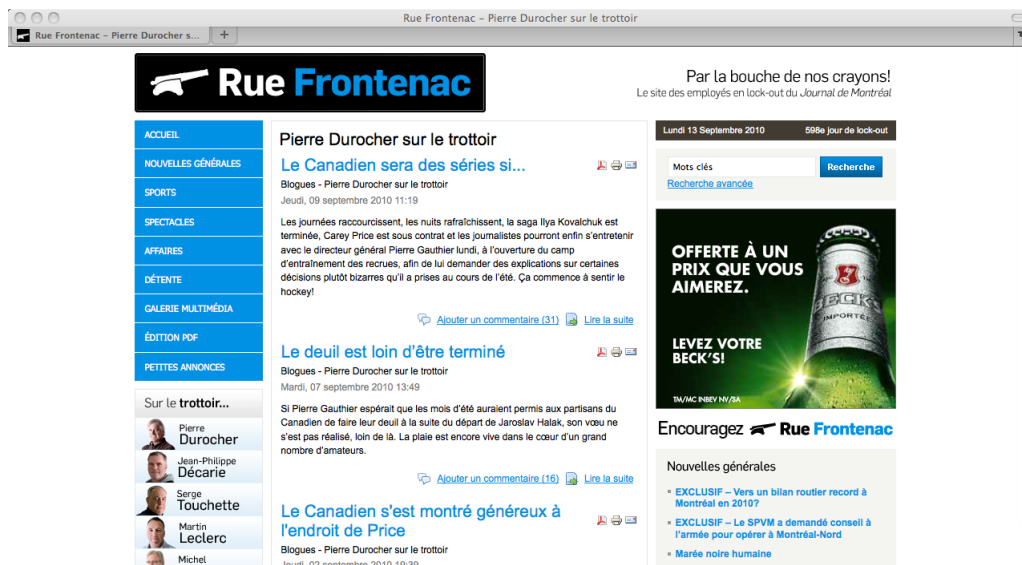 Rue Frontenac – Pierre Durocher sur le trottoir
Rue Frontenac – Pierre Durocher s...
+
Rue Frontenac
Par la bouche de nos crayons!
Le site des employés en lock-out du Journal de Montréal
ACCUEIL
NOUVELLES GÉNÉRALES
SPORTS
SPECTACLES
AFFAIRES
DÉTENTE
GALERIE MULTIMÉDIA
ÉDITION PDF
PETITES ANNONCES
Sur le trottoir...
Pierre
Durocher
Jean-Philippe
Décarie
Serge
Touchette
Martin
Leclerc
Michel
Pierre Durocher sur le trottoir
Le Canadien sera des séries si...
Blogues - Pierre Durocher sur le trottoir
Jeudi, 09 septembre 2010 11:19
Les journées raccourcissent, les nuits rafraîchissent, la saga Ilya Kovalchuk est
terminée, Carey Price est sous contrat et les journalistes pourront enfin s'entretenir
avec le directeur général Pierre Gauthier lundi, à l'ouverture du camp
d'entraînement des recrues, afin de lui demander des explications sur certaines
décisions plutôt bizarres qu'il a prises au cours de l'été. Ça commence à sentir le
hockey!
Ajouter un commentaire (31) Lire la suite
Le deuil est loin d'être terminé
Blogues - Pierre Durocher sur le trottoir
Mardi, 07 septembre 2010 13:49
Si Pierre Gauthier espérait que les mois d'été auraient permis aux partisans du
Canadien de faire leur deuil à la suite du départ de Jaroslav Halak, son vœu ne
s'est pas réalisé, loin de là. La plaie est encore vive dans le cœur d'un grand
nombre d'amateurs.
Ajouter un commentaire (16) Lire la suite
Le Canadien s'est montré généreux à
l'endroit de Price
Blogues - Pierre Durocher sur le trottoir
Jeudi, 02 septembre 2010 19:39
Lundi 13 Septembre 2010 598e jour de lock-out
Mots clés Recherche
Recherche avancée
OFFERTE À UN
PRIX QUE VOUS
AIMEREZ.
BECK'S
IMPORTÉE
LEVEZ VOTRE
BECK'S!
TM/MC INBEV NV/SA
Encouragez Rue Frontenac
Nouvelles générales
EXCLUSIF – Vers un bilan routier record à
Montréal en 2010?
EXCLUSIF – Le SPVM a demandé conseil à
l'armée pour opérer à Montréal-Nord
Marée noire humaine